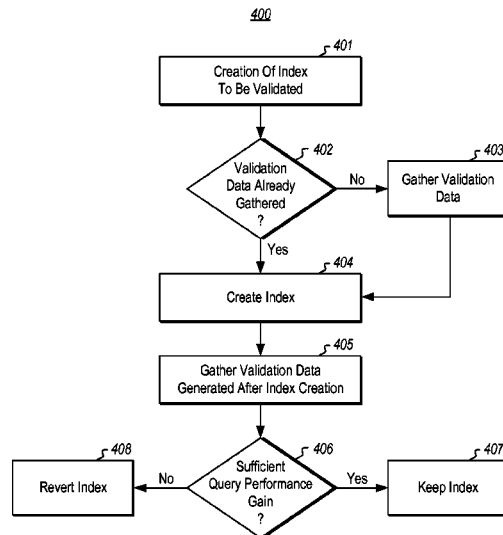 400
401
Creation Of Index
To Be Validated
402
Validation
Data Already
Gathered
?
No
403
Gather Validation
Data
Yes
404
Create Index
405
Gather Validation Data
Generated After Index Creation
406
Sufficient
Query Performance
Gain
?
No
408
Revert Index
Yes
407
Keep Index